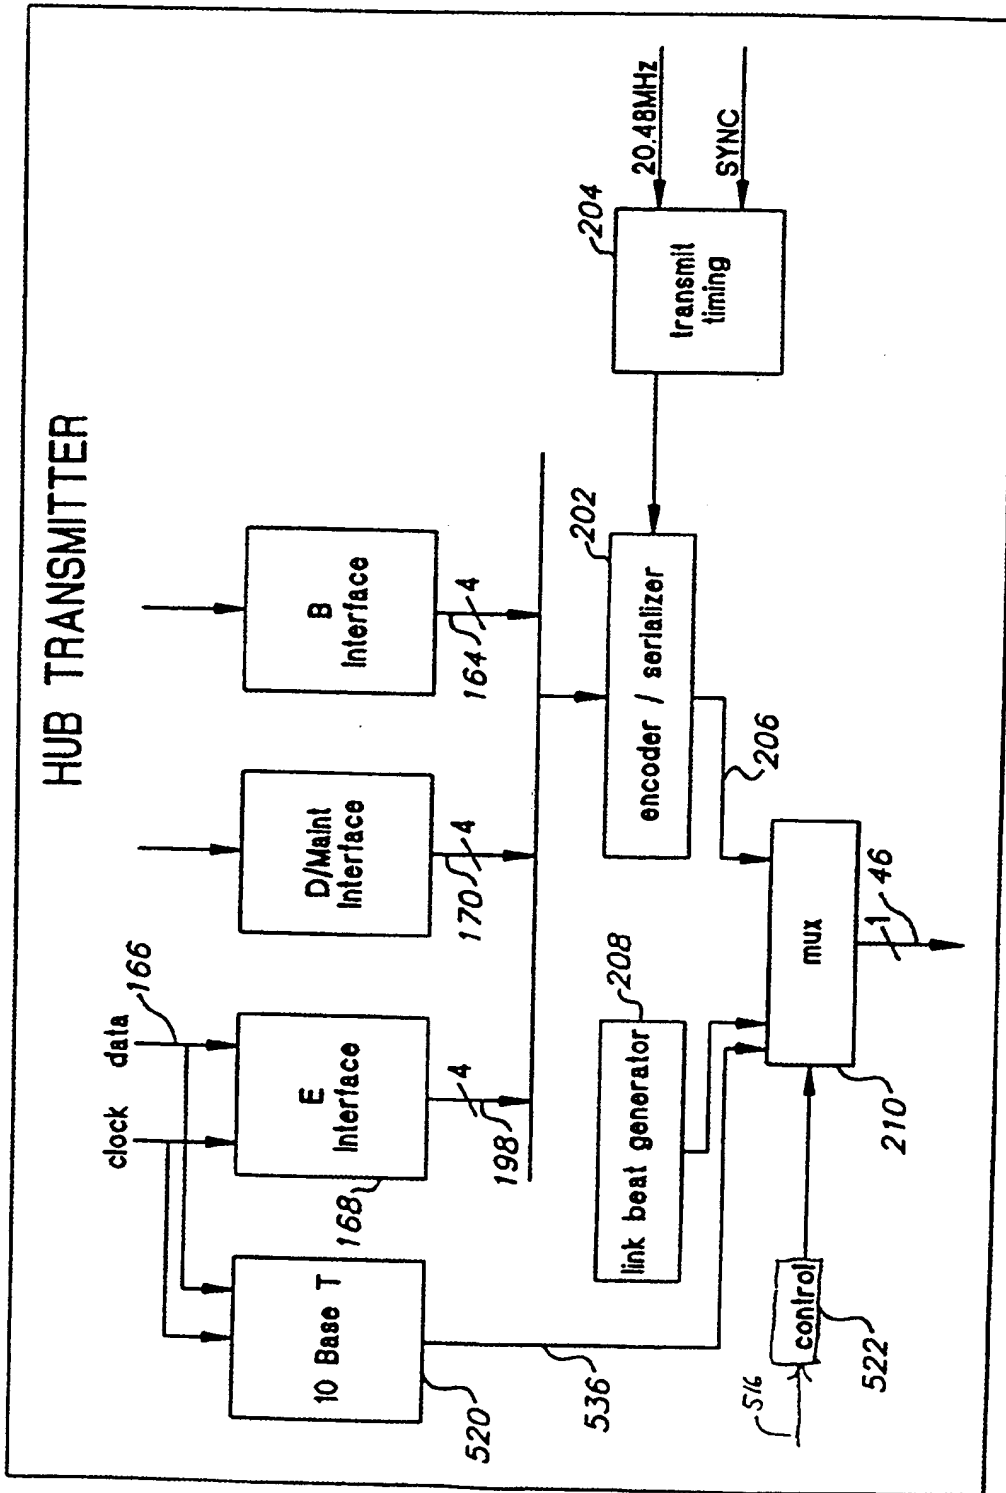 HUB TRANSMITTER
clock
data
166
10 Base T
520
E
Interface
168
D/Maint
Interface
B
Interface
4
198
4
170
4
164
536
link beat generator
208
encoder / serializer
202
206
transmit
timing
204
20.48MHz
SYNC
516
control
522
mux
210
1
46